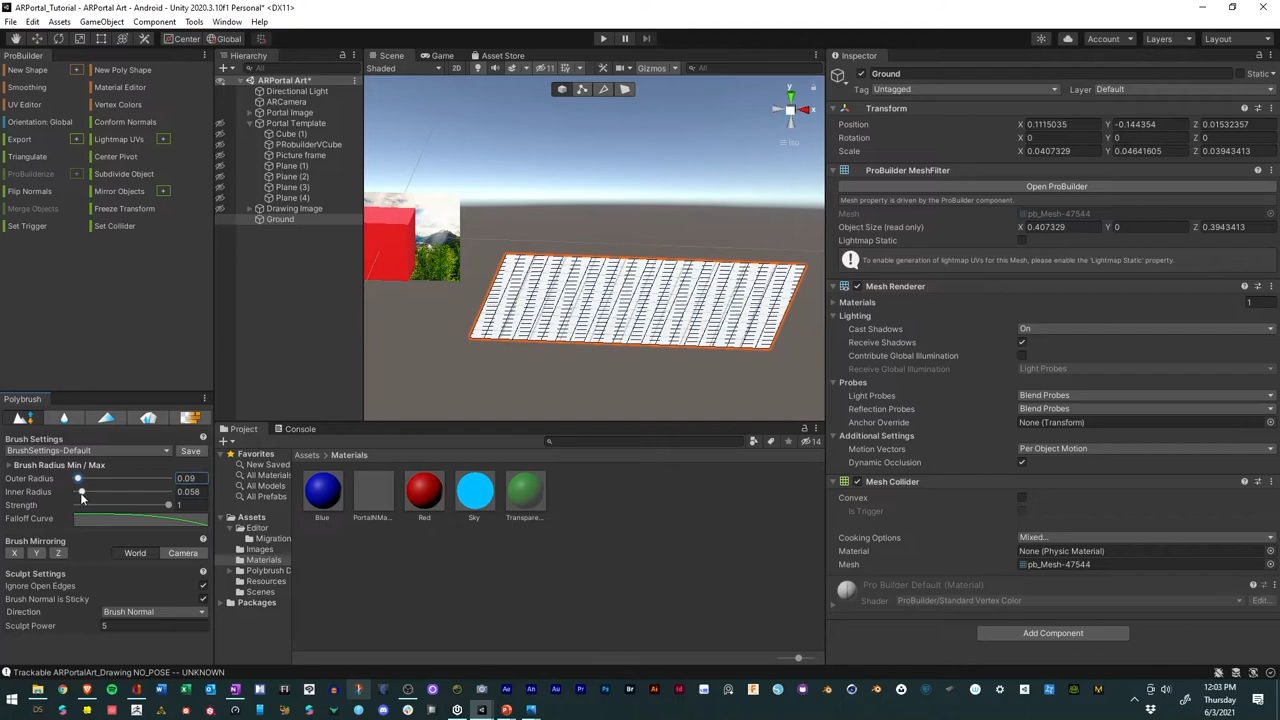 ARPortal_Tutorial - ARPortal Art - Android - Unity 2020.3.10f1 Personal* <DX11>
File Edit Assets GameObject Component Tools Window Help
Center Global Account Layers Layout
ProBuilder
New Shape + New Poly Shape
Smoothing Material Editor
UV Editor Vertex Colors
Orientation: Global Conform Normals
Export + Lightmap UVs +
Triangulate Center Pivot
ProBuilderize + Subdivide Object
Flip Normals Mirror Objects +
Merge Objects Freeze Transform
Set Trigger Set Collider
Hierarchy
All
ARPortal Art*
Directional Light
ARCamera
Portal Image
Portal Template
Cube (1)
PRobuilderVCube
Picture frame
Plane (1)
Plane (2)
Plane (3)
Plane (4)
Drawing Image
Ground
Scene Game Asset Store
Shaded 2D 11 Gizmos All
y
x
Inspector
Ground Static
Tag Untagged Layer Default
Transform
Position X 0.1115035 Y -0.144354 Z 0.01532357
Rotation X 0 Y 0 Z 0
Scale X 0.0407329 Y 0.04641605 Z 0.03943413
ProBuilder MeshFilter
Open ProBuilder
Mesh property is driven by the ProBuilder component.
Mesh pb_Mesh-47544
Object Size (read only) X 0.407329 Y 0 Z 0.3943413
Lightmap Static
To enable generation of lightmap UVs for this Mesh, please enable the 'Lightmap Static' property.
Mesh Renderer
Materials 1
Lighting
Cast Shadows On
Receive Shadows
Contribute Global Illumination
Receive Global Illumination Light Probes
Probes
Light Probes Blend Probes
Reflection Probes Blend Probes
Anchor Override None (Transform)
Additional Settings
Motion Vectors Per Object Motion
Dynamic Occlusion
Mesh Collider
Convex
Is Trigger
Cooking Options Mixed...
Material None (Physic Material)
Mesh pb_Mesh-47544
Pro Builder Default (Material)
Shader ProBuilder/Standard Vertex Color Edit...
Add Component
Polybrush
Brush Settings
BrushSettings-Default Save
Brush Radius Min / Max
Outer Radius 0.09
Inner Radius 0.058
Strength 1
Falloff Curve
Brush Mirroring
X Y Z World Camera
Sculpt Settings
Ignore Open Edges
Brush Normal is Sticky
Direction Brush Normal
Sculpt Power 5
Project Console
14
Favorites
New Saved
All Materials
All Models
All Prefabs
Assets
Editor
Migration
Images
Materials
Polybrush D
Resources
Scenes
Packages
Assets > Materials
Blue PortalNMa... Red Sky Transpare...
Trackable ARPortalArt_Drawing NO_POSE -- UNKNOWN
12:03 PM
6/3/2021